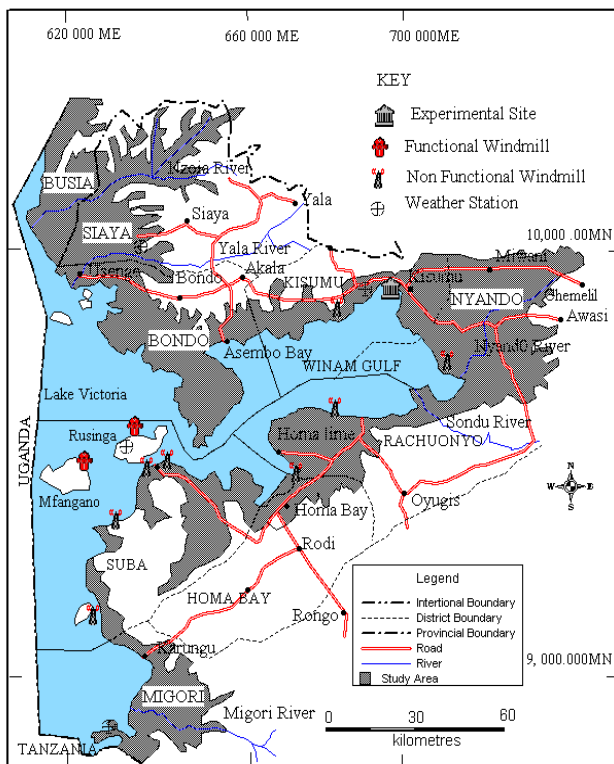 620 000 ME
660 000 ME
700 000ME
KEY
Experimental Site
Functional Windmill
Non Functional Windmill
Weather Station
BUSIA
Nzoia River
Yala
Siaya
SIAYA
Yala River
10,000 .00MN
Usenge
Bondo
Akala
KISUMU
Kisumu
Miwani
NYANDO
Chemelil
Awasi
BONDO
Asembo Bay
WINAM GULF
Nyando River
Lake Victoria
Rusinga
Sondu River
Homa lime
RACHUONYO
UGANDA
Mfangano
Oyugis
Homa Bay
N
W
E
S
SUBA
Rodi
HOMA BAY
Rongo
Legend
Intertional Boundary
District Boundary
Provincial Boundary
Road
River
Study Area
Karungu
9, 000.000MN
MIGORI
Migori River
TANZANIA
0
30
60
kilometres